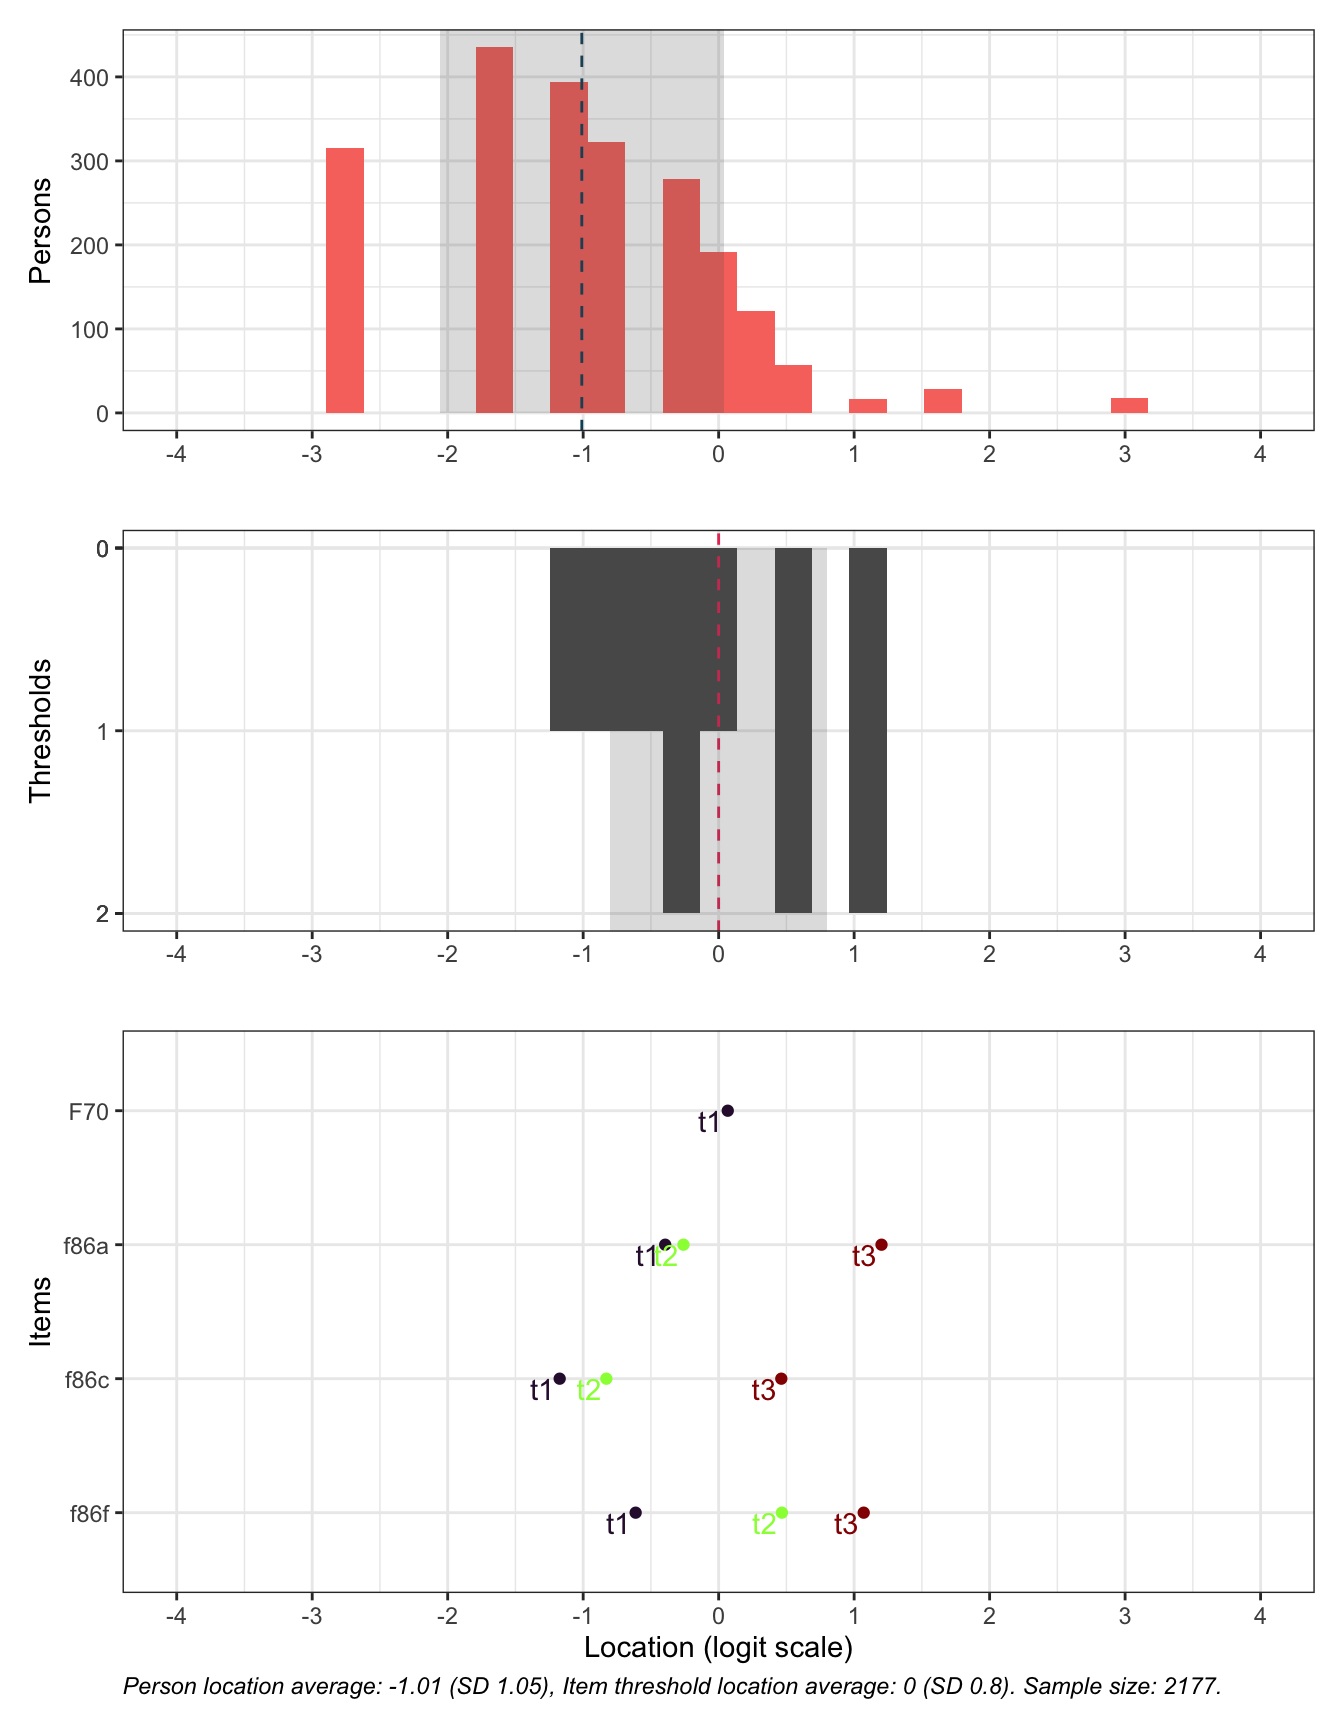 Persons
400
300
200
100
0
-4 -3 -2 -1 0 1 2 3 4
Thresholds
0
1
2
-4 -3 -2 -1 0 1 2 3 4
Items
F70
t1
f86a
t1 t2 t3
f86c
t1 t2 t3
f86f
t1 t2 t3
-4 -3 -2 -1 0 1 2 3 4
Location (logit scale)
Person location average: -1.01 (SD 1.05), Item threshold location average: 0 (SD 0.8). Sample size: 2177.